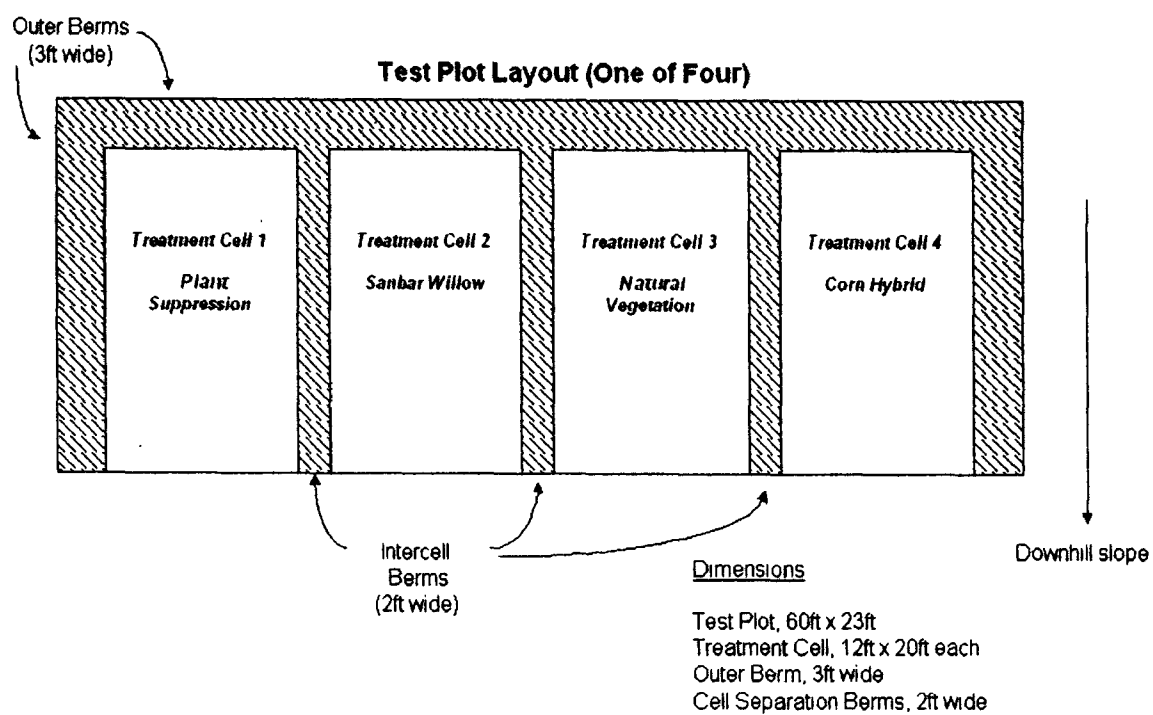 Outer Berms
(3ft wide)
Test Plot Layout (One of Four)
Treatment Cell 1
Plant
Suppression
Treatment Cell 2
Sanbar Willow
Treatment Cell 3
Natural
Vegetation
Treatment Cell 4
Corn Hybrid
Intercell
Berms
(2ft wide)
Downhill slope
Dimensions
Test Plot, 60ft x 23ft
Treatment Cell, 12ft x 20ft each
Outer Berm, 3ft wide
Cell Separation Berms, 2ft wide